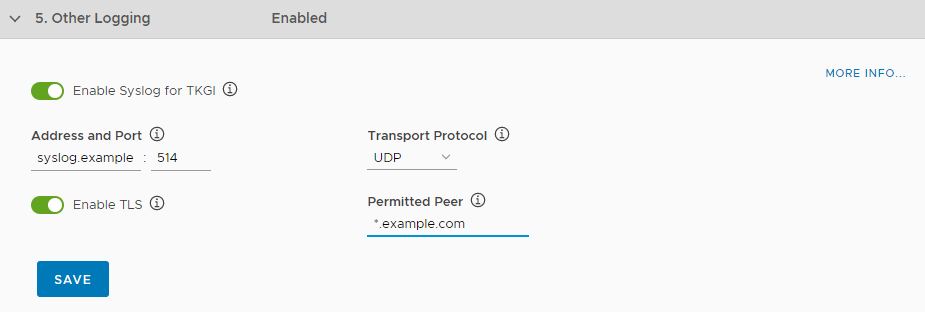 5. Other Logging Enabled
MORE INFO...
Enable Syslog for TKGI
Address and Port Transport Protocol
syslog.example : 514 UDP
Enable TLS Permitted Peer
*.example.com
SAVE